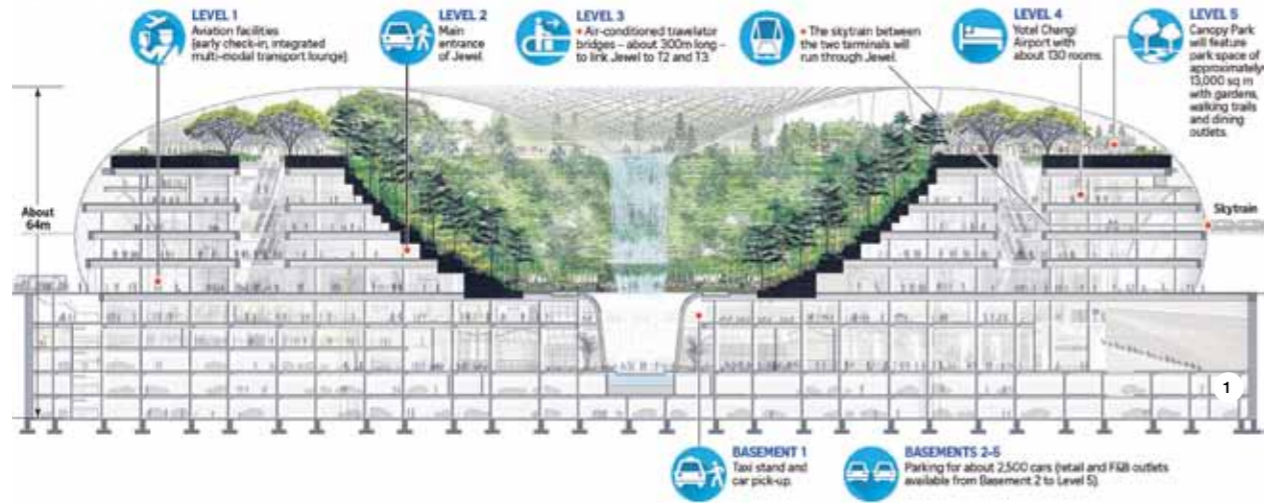 LEVEL 1
Aviation facilities
(early check-in, integrated
multi-modal transport lounge)
LEVEL 2
Main
entrance
of Jewel.
LEVEL 3
• Air-conditioned travelator
bridges – about 300m long –
to link Jewel to T2 and T3.
• The skytrain between
the two terminals will
run through Jewel.
LEVEL 4
Yotel Changi
Airport with
about 130 rooms.
LEVEL 5
Canopy Park
will feature
park space of
approximately
13,000 sq m
with gardens,
walking trails
and dining
outlets.
About
64m
Skytrain
1
BASEMENT 1
Taxi stand and
car pick-up.
BASEMENTS 2-5
Parking for about 2,500 cars (retail and F&B outlets
available from Basement 2 to Level 5).